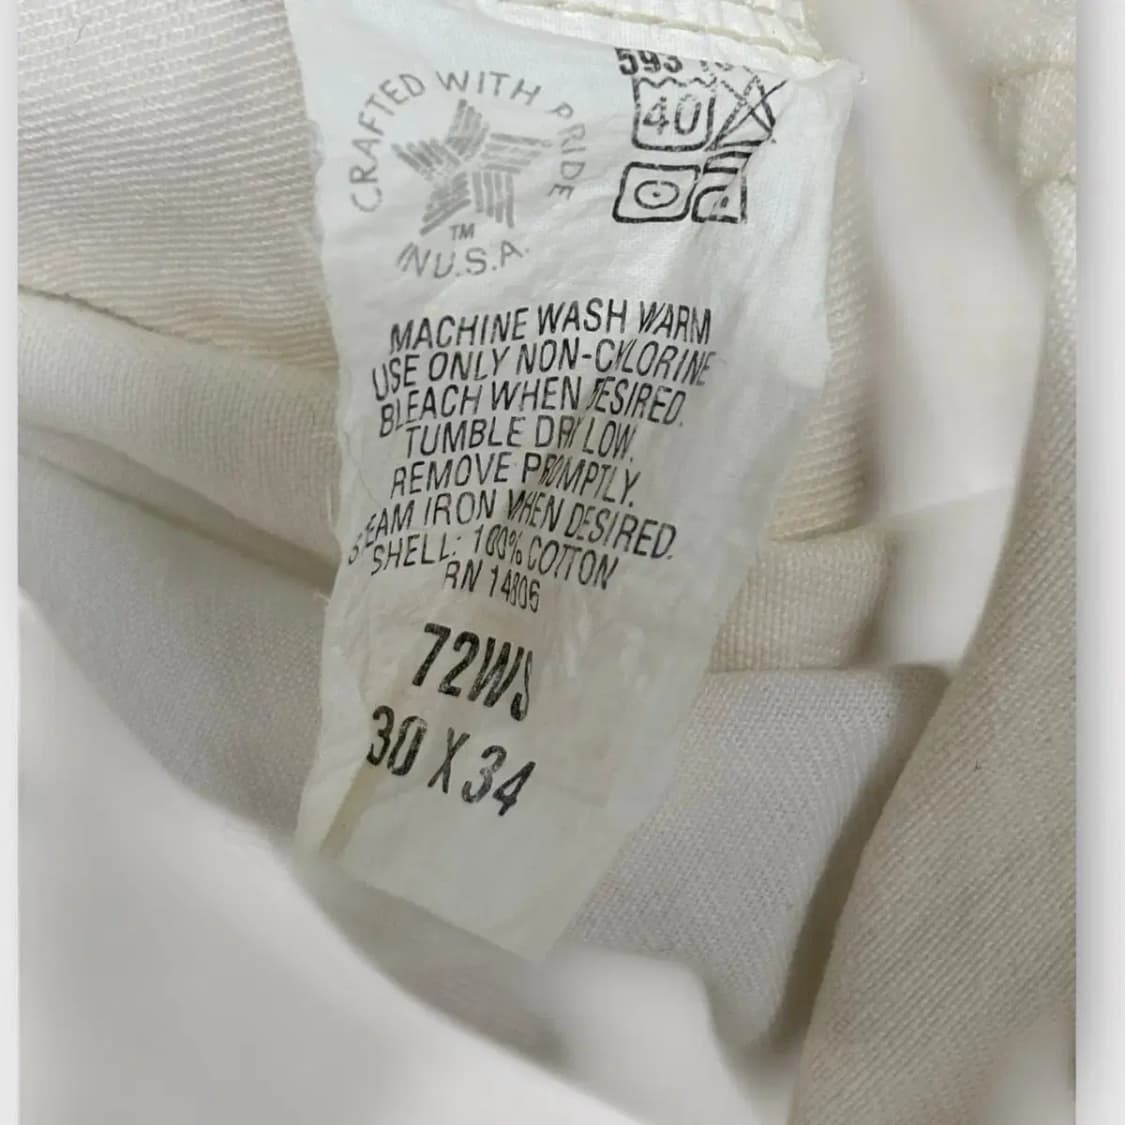 CRAFTED WITH PRIDE
TM
IN U.S.A.
40
MACHINE WASH WARM
USE ONLY NON-CHLORINE
BLEACH WHEN DESIRED.
TUMBLE DRY LOW.
REMOVE PROMPTLY.
STEAM IRON WHEN DESIRED.
SHELL: 100% COTTON
RN 14806
72WS
30 X 34